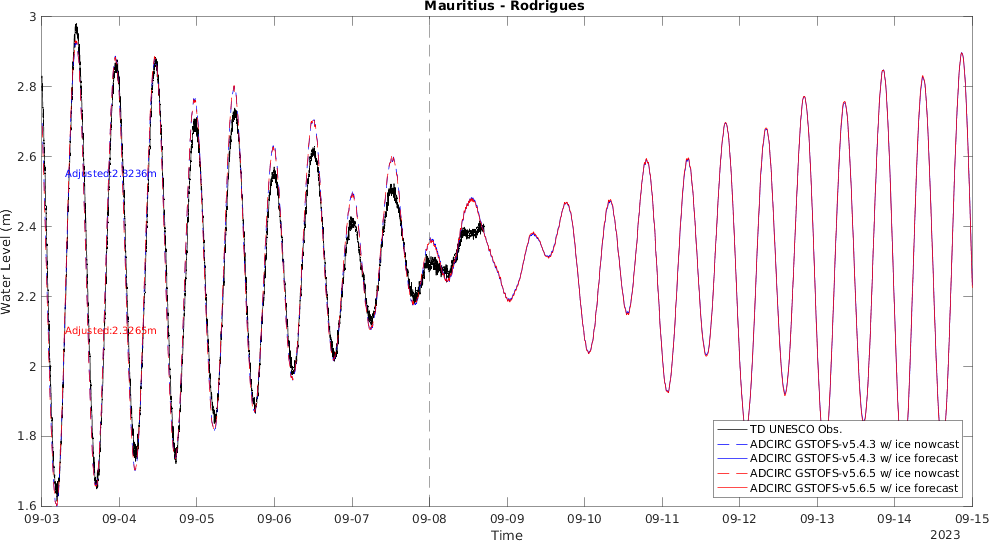 Mauritius - Rodrigues
3
2.8
2.6
2.4
2.2
2
1.8
1.6
Water Level (m)
Adjusted:2.3236m
Adjusted:2.3265m
TD UNESCO Obs.
ADCIRC GSTOFS-v5.4.3 w/ ice nowcast
ADCIRC GSTOFS-v5.4.3 w/ ice forecast
ADCIRC GSTOFS-v5.6.5 w/ ice nowcast
ADCIRC GSTOFS-v5.6.5 w/ ice forecast
09-03 09-04 09-05 09-06 09-07 09-08 09-09 09-10 09-11 09-12 09-13 09-14 09-15
Time
2023